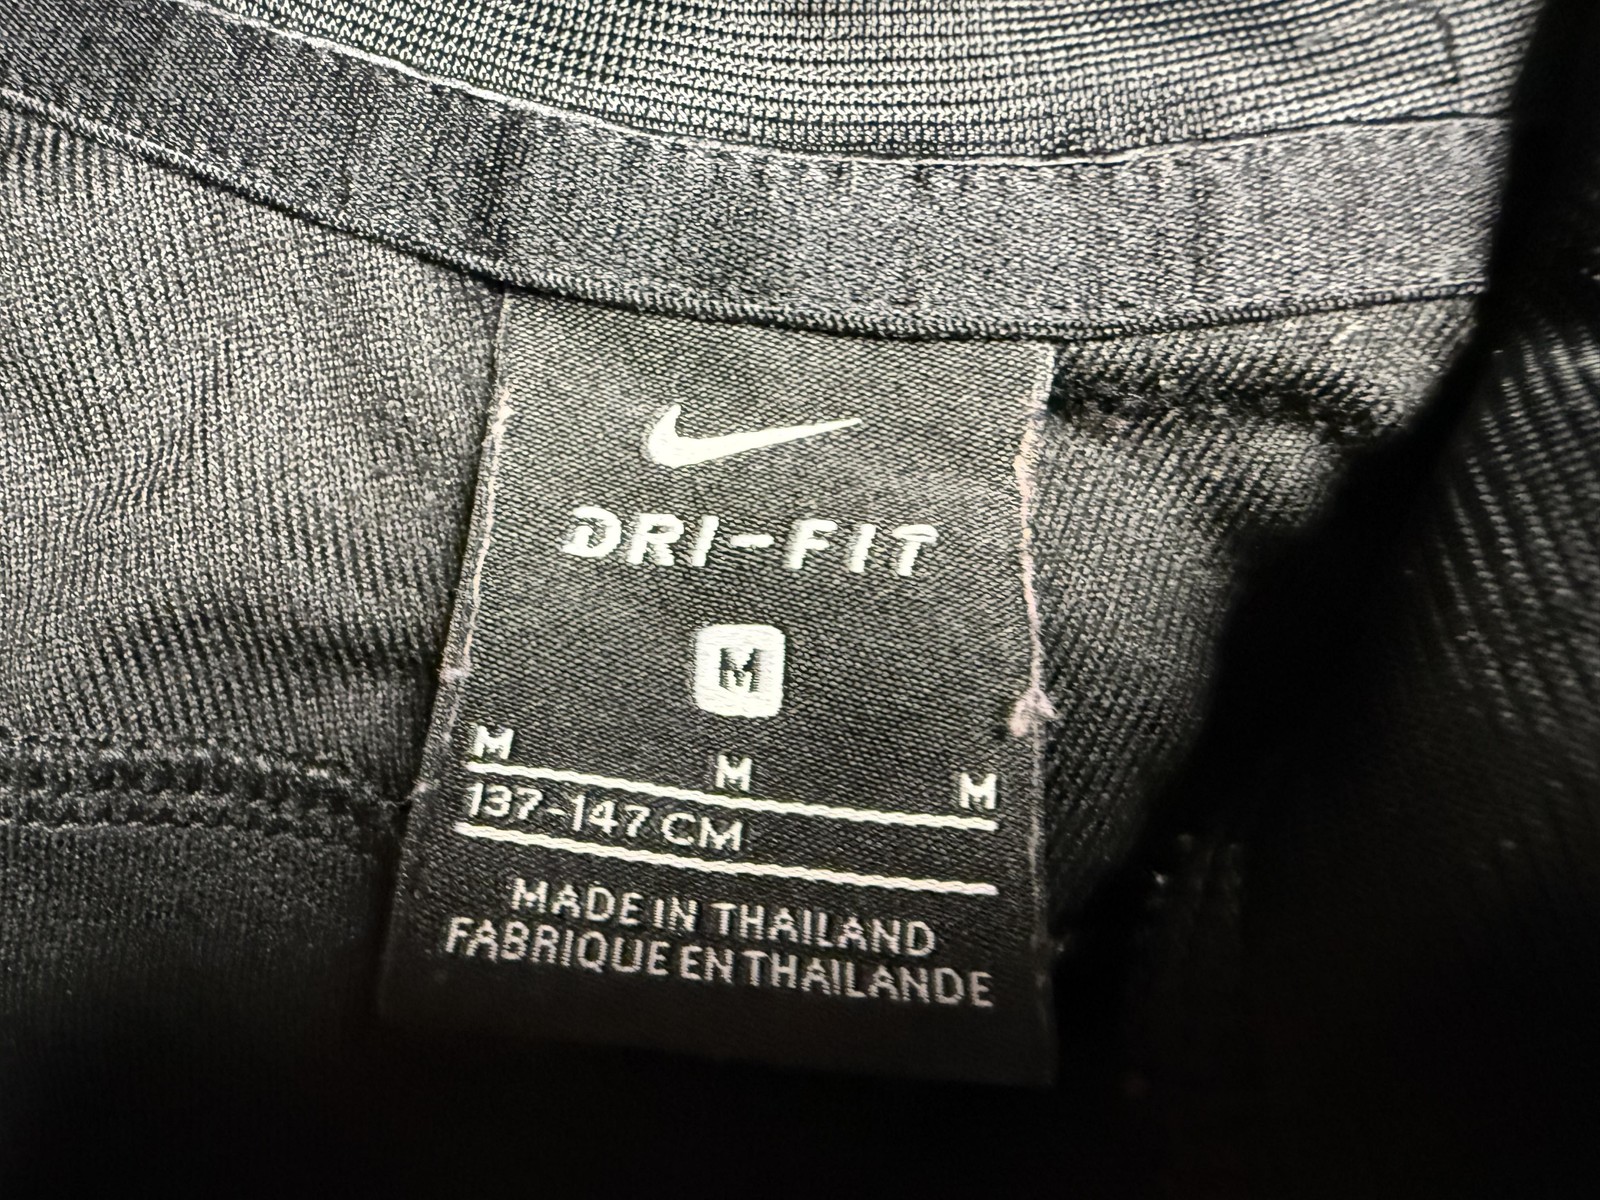 DRI-FIT
M
M M M
137-147 CM
MADE IN THAILAND
FABRIQUE EN THAILANDE